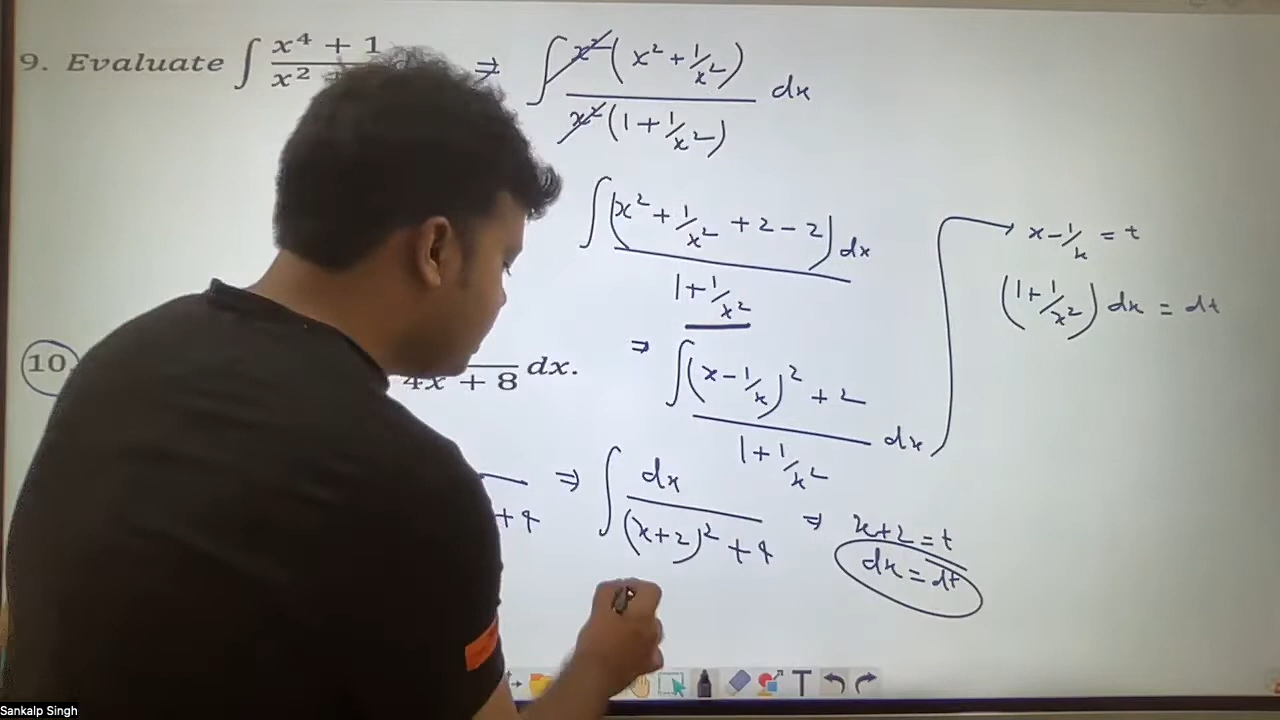 9. Evaluate ∫ x⁴ + 1 / x² ⇒ ∫ x²(x² + 1/x²) / x²(1 + 1/x²) dx
∫ (x² + 1/x² + 2 - 2) / 1 + 1/x² dx
x - 1/x = t
(1 + 1/x²) dx = dt
⇒ ∫ (x - 1/x)² + 2 / 1 + 1/x² dx
10 4x + 8 dx.
+ 4 ⇒ ∫ dx / (x+2)² + 4 ⇒ x+2 = t
dx = dt
T
Sankalp Singh